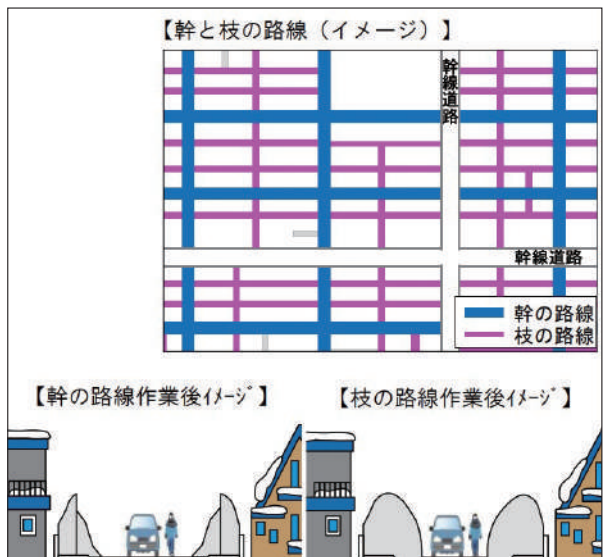 【幹と枝の路線（イメージ）】
幹線道路
幹線道路
幹の路線
枝の路線
【幹の路線作業後ｲﾒｰｼﾞ】
【枝の路線作業後ｲﾒｰｼﾞ】